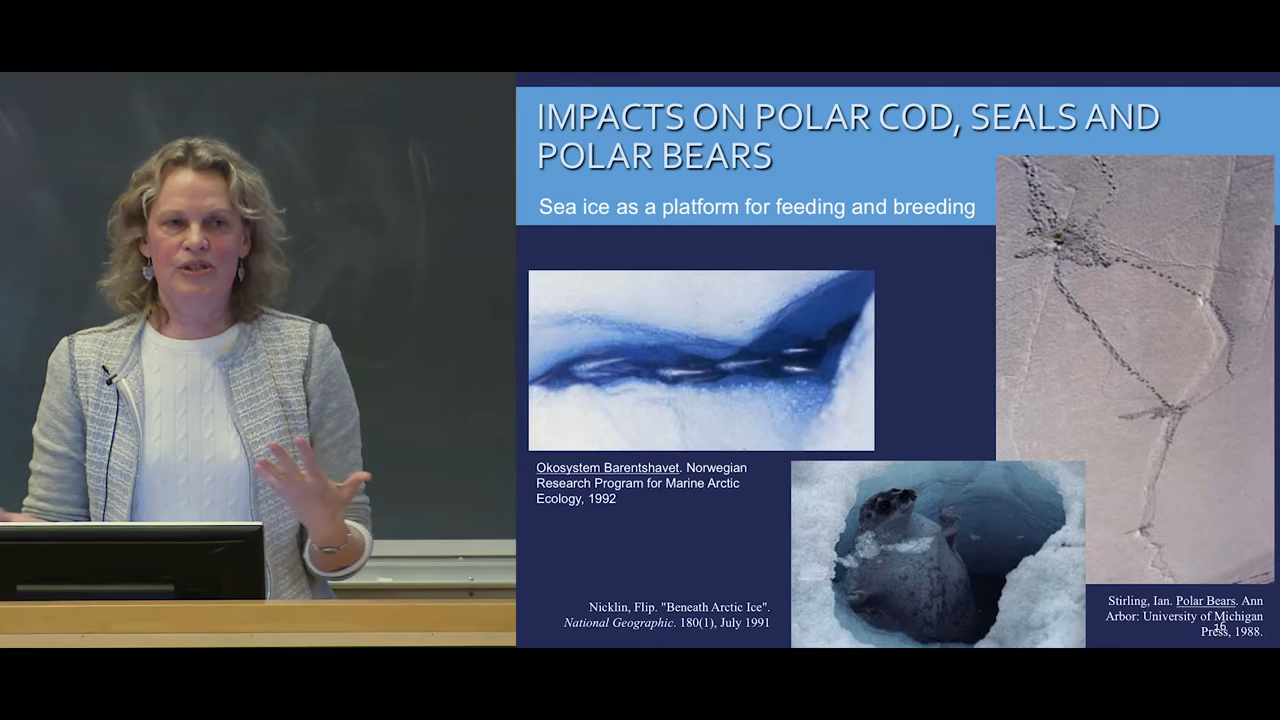 IMPACTS ON POLAR COD, SEALS AND
POLAR BEARS
Sea ice as a platform for feeding and breeding
Okosystem Barentshavet. Norwegian
Research Program for Marine Arctic
Ecology, 1992
Nicklin, Flip. "Beneath Arctic Ice".
National Geographic. 180(1), July 1991
Stirling, Ian. Polar Bears. Ann
Arbor: University of Michigan
Press, 1988.
16